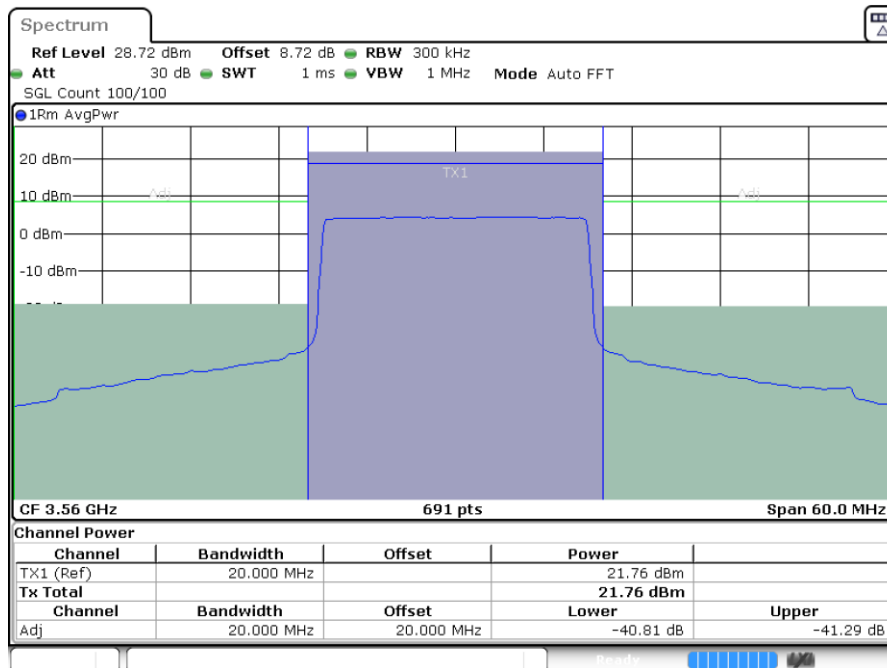 Spectrum
Ref Level 28.72 dBm Offset 8.72 dB RBW 300 kHz
Att 30 dB SWT 1 ms VBW 1 MHz Mode Auto FFT
SGL Count 100/100
1Rm AvgPwr
20 dBm
TX1
10 dBm Adj Adj
0 dBm
-10 dBm
CF 3.56 GHz 691 pts Span 60.0 MHz
Channel Power
Channel Bandwidth Offset Power
TX1 (Ref) 20.000 MHz 21.76 dBm
Tx Total 21.76 dBm
Channel Bandwidth Offset Lower Upper
Adj 20.000 MHz 20.000 MHz -40.81 dB -41.29 dB
Ready